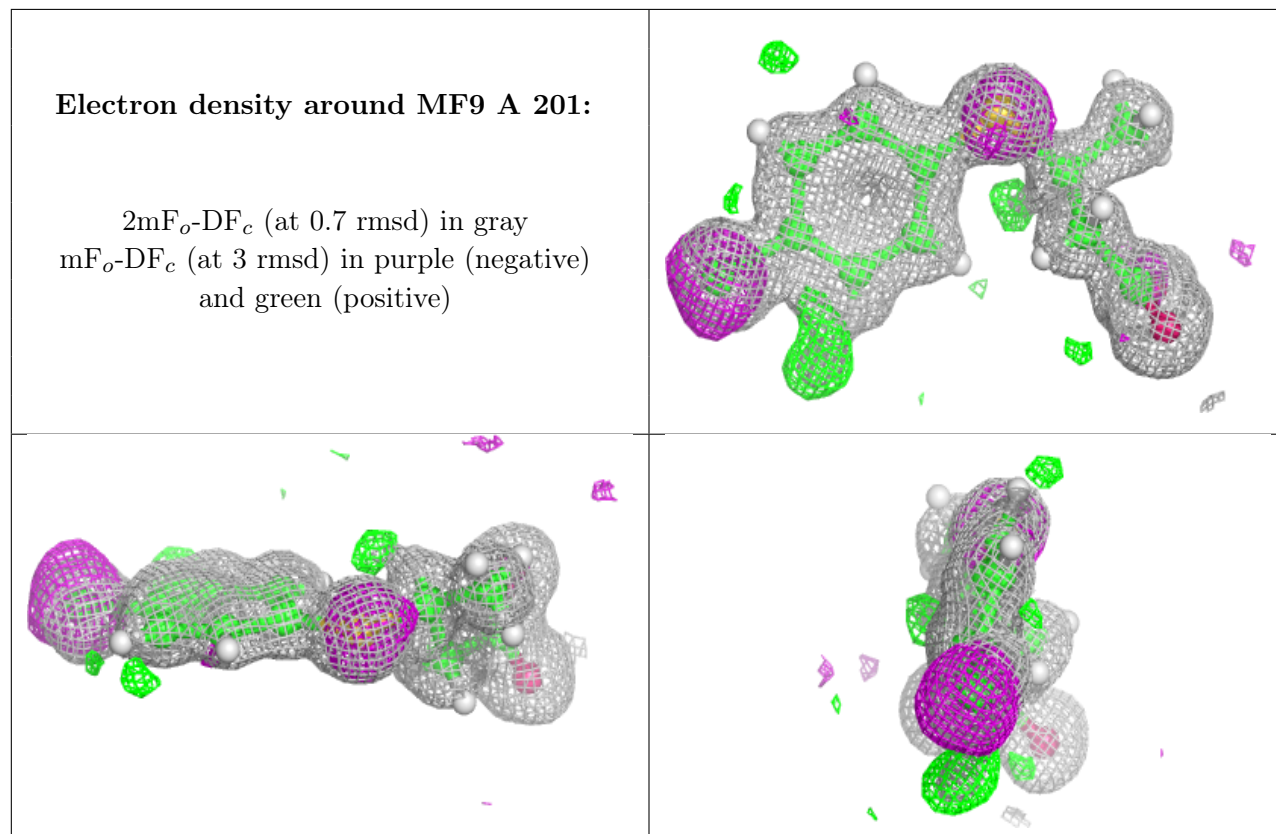 Electron density around MF9 A 201:
2mFo-DFc (at 0.7 rmsd) in gray
mFo-DFc (at 3 rmsd) in purple (negative)
and green (positive)